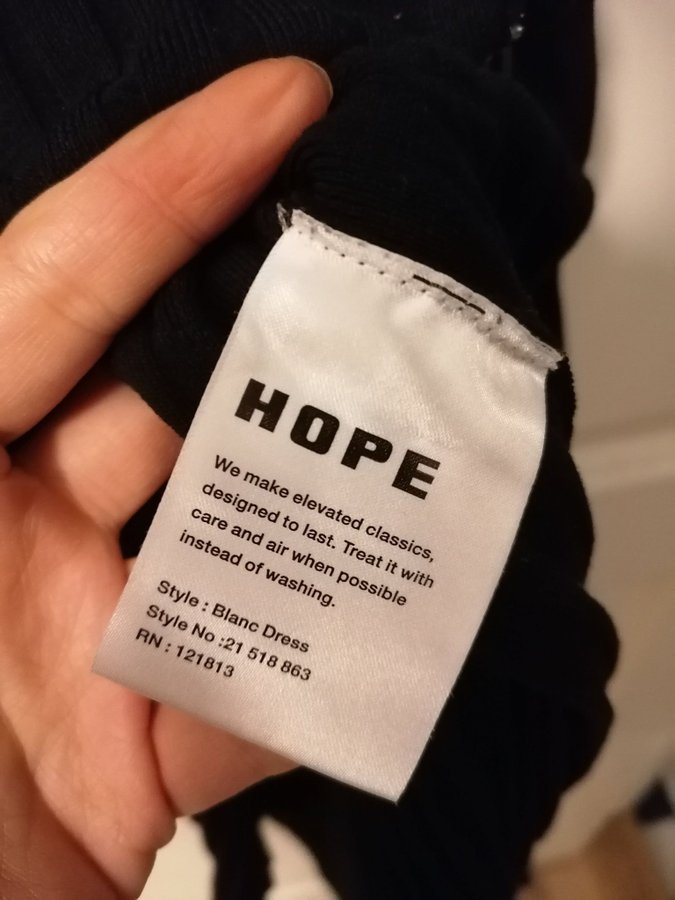 HOPE
We make elevated classics,
designed to last. Treat it with
care and air when possible
instead of washing.
Style : Blanc Dress
Style No :21 518 863
RN : 121813